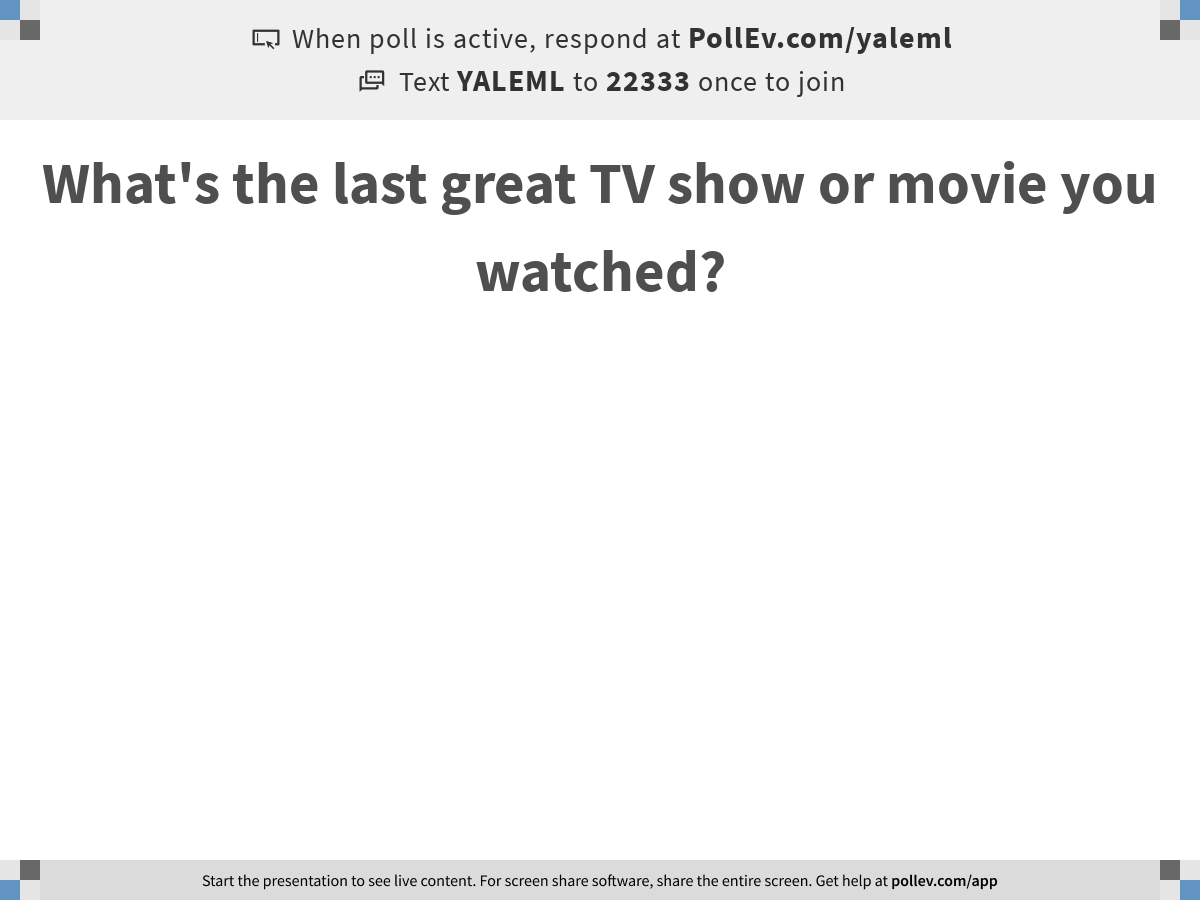 When poll is active, respond at PollEv.com/yaleml
Text YALEML to 22333 once to join
What's the last great TV show or movie you
watched?
Start the presentation to see live content. For screen share software, share the entire screen. Get help at pollev.com/app